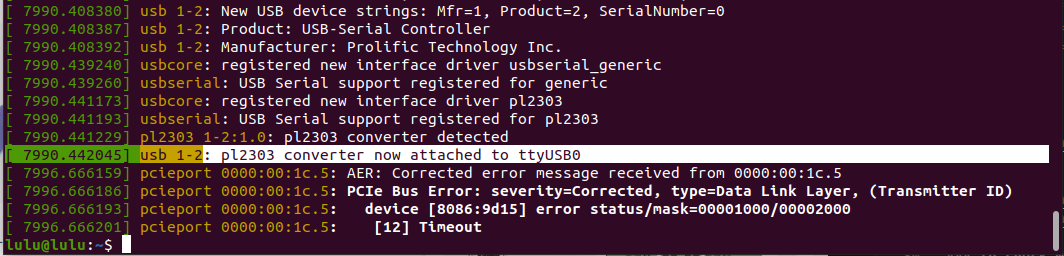 [ 7990.408380] usb 1-2: New USB device strings: Mfr=1, Product=2, SerialNumber=0
[ 7990.408387] usb 1-2: Product: USB-Serial Controller
[ 7990.408392] usb 1-2: Manufacturer: Prolific Technology Inc.
[ 7990.439240] usbcore: registered new interface driver usbserial_generic
[ 7990.439260] usbserial: USB Serial support registered for generic
[ 7990.441173] usbcore: registered new interface driver pl2303
[ 7990.441193] usbserial: USB Serial support registered for pl2303
[ 7990.441229] pl2303 1-2:1.0: pl2303 converter detected
[ 7990.442045] usb 1-2: pl2303 converter now attached to ttyUSB0
[ 7996.666159] pcieport 0000:00:1c.5: AER: Corrected error message received from 0000:00:1c.5
[ 7996.666186] pcieport 0000:00:1c.5: PCIe Bus Error: severity=Corrected, type=Data Link Layer, (Transmitter ID)
[ 7996.666193] pcieport 0000:00:1c.5:   device [8086:9d15] error status/mask=00001000/00002000
[ 7996.666201] pcieport 0000:00:1c.5:    [12] Timeout
lulu@lulu:~$